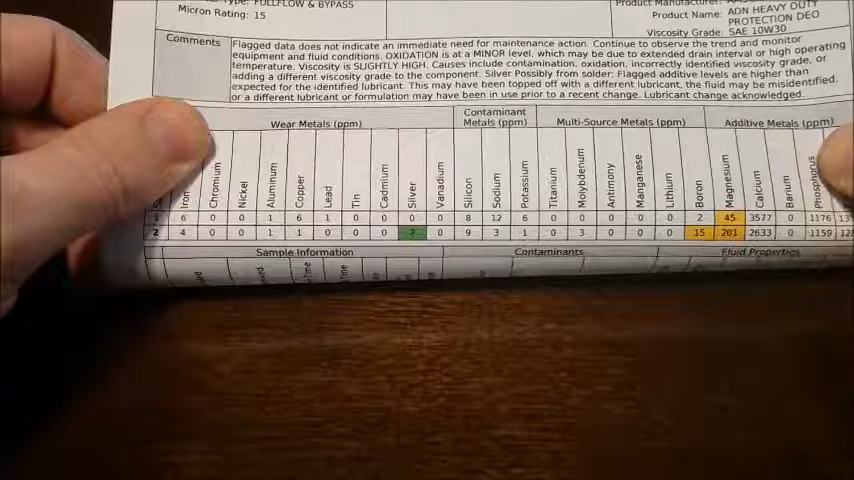 Type: FULLFLOW & BYPASS
Micron Rating: 15
Product Manufacturer:
Product Name: ADN HEAVY DUTY
PROTECTION DEO
Viscosity Grade: SAE 10W30
Comments
Flagged data does not indicate an immediate need for maintenance action. Continue to observe the trend and monitor
equipment and fluid conditions. OXIDATION is at a MINOR level, which may be due to extended drain interval or high operating
temperature. Viscosity is SLIGHTLY HIGH. Causes include contamination, oxidation, incorrectly identified viscosity grade, or
adding a different viscosity grade to the component. Silver Possibly from solder: Flagged additive levels are higher than
expected for the identified lubricant. This may have been topped off with a different lubricant, the fluid may be misidentified,
or a different lubricant or formulation may have been in use prior to a recent change. Lubricant change acknowledged.
Wear Metals (ppm) Contaminant Metals (ppm) Multi-Source Metals (ppm) Additive Metals (ppm)
Iron Chromium Nickel Aluminum Copper Lead Tin Cadmium Silver Vanadium Silicon Sodium Potassium Titanium Molybdenum Antimony Manganese Lithium Boron Magnesium Calcium Barium Phosphorus
6 0 0 1 6 1 0 0 0 0 8 12 6 0 0 0 0 0 2 45 3577 0 1176
2 4 0 0 1 1 0 0 0 0 9 3 1 0 3 0 0 0 15 201 2633 0 1159
Sample Information Contaminants Fluid Properties